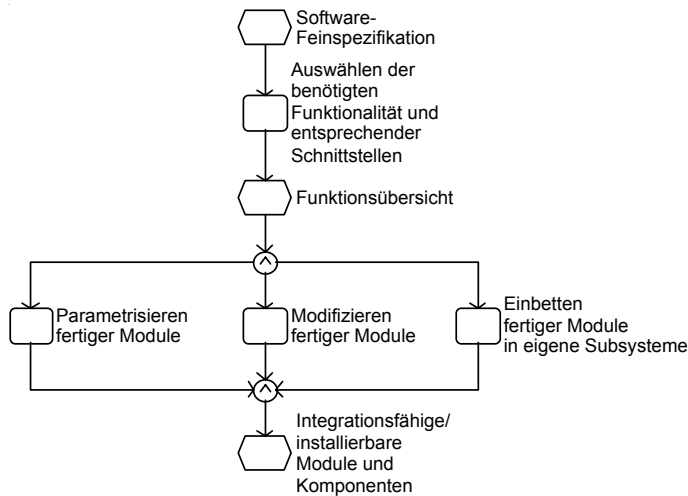 Software-
Feinspezifikation
Auswählen der
benötigten
Funktionalität und
entsprechender
Schnittstellen
Funktionsübersicht
^
Parametrisieren
fertiger Module
Modifizieren
fertiger Module
Einbetten
fertiger Module
in eigene Subsysteme
^
Integrationsfähige/
installierbare
Module und
Komponenten